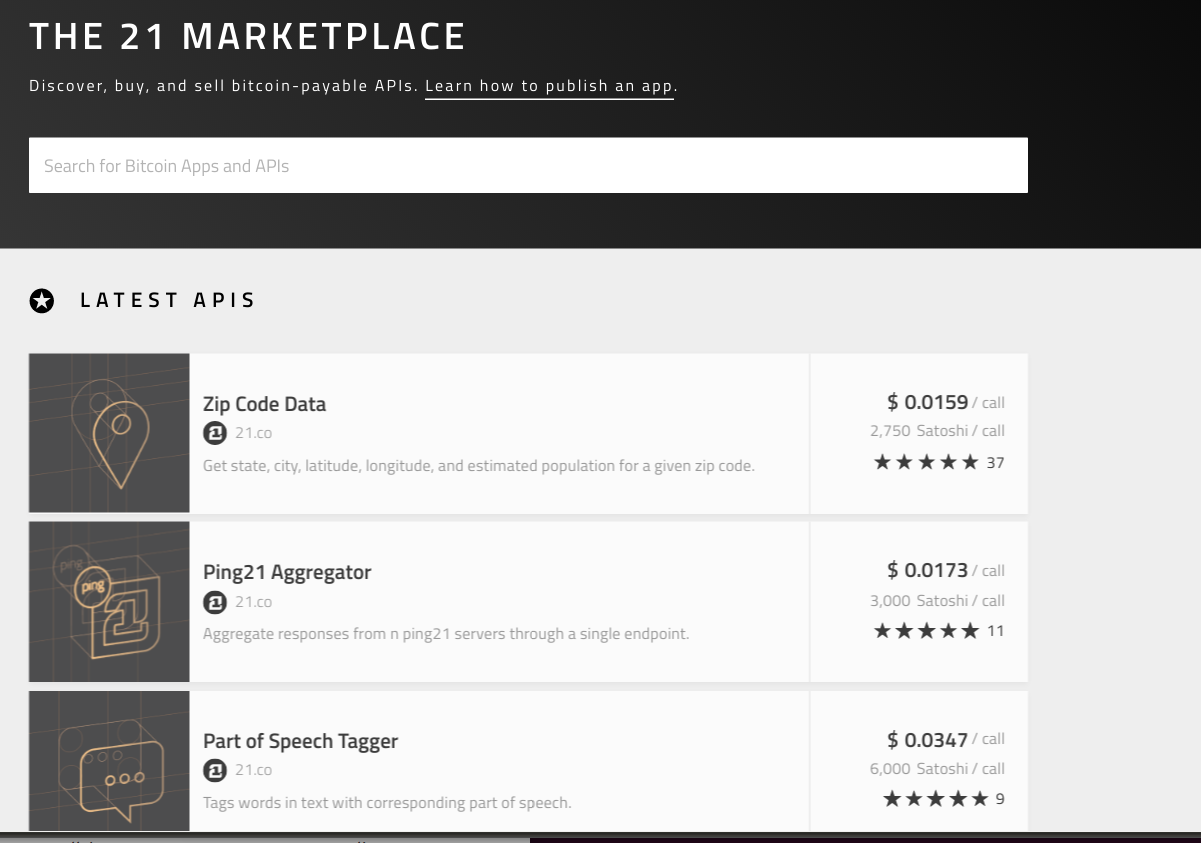 THE 21 MARKETPLACE
Discover, buy, and sell bitcoin-payable APIs. Learn how to publish an app.
Search for Bitcoin Apps and APIs
LATEST APIS
Zip Code Data
21.co
Get state, city, latitude, longitude, and estimated population for a given zip code.
$ 0.0159 / call
2,750 Satoshi / call
★★★★★ 37
ping
ping
21
Ping21 Aggregator
21.co
Aggregate responses from n ping21 servers through a single endpoint.
$ 0.0173 / call
3,000 Satoshi / call
★★★★★ 11
Part of Speech Tagger
21.co
Tags words in text with corresponding part of speech.
$ 0.0347 / call
6,000 Satoshi / call
★★★★★ 9